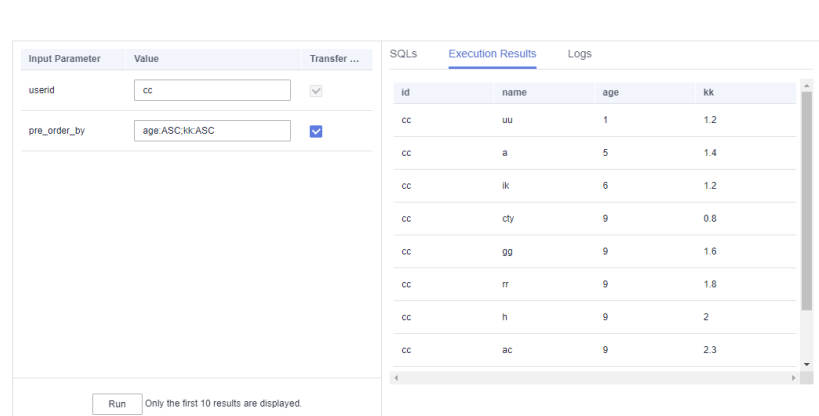 Input Parameter Value Transfer ...
userid cc
pre_order_by age:ASC;kk:ASC
Run Only the first 10 results are displayed.
SQLs Execution Results Logs
id name age kk
cc uu 1 1.2
cc a 5 1.4
cc ik 6 1.2
cc cty 9 0.8
cc gg 9 1.6
cc rr 9 1.8
cc h 9 2
cc ac 9 2.3